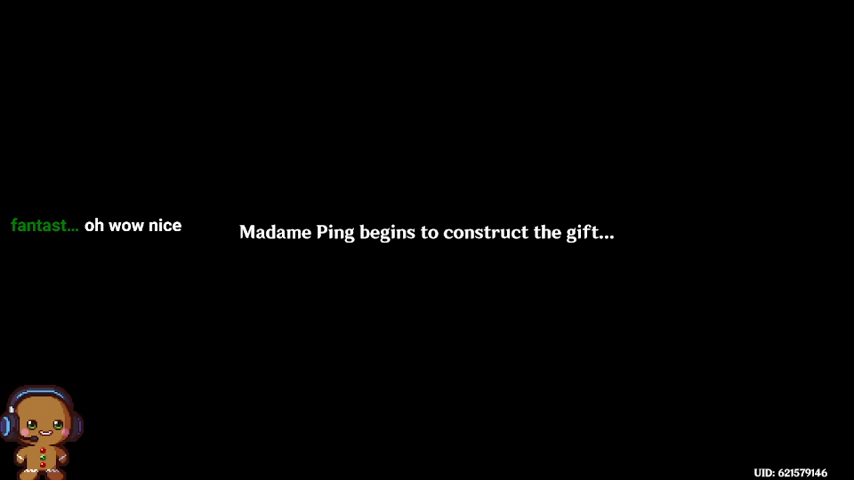 fantast... oh wow nice
Madame Ping begins to construct the gift...
UID: 621579146